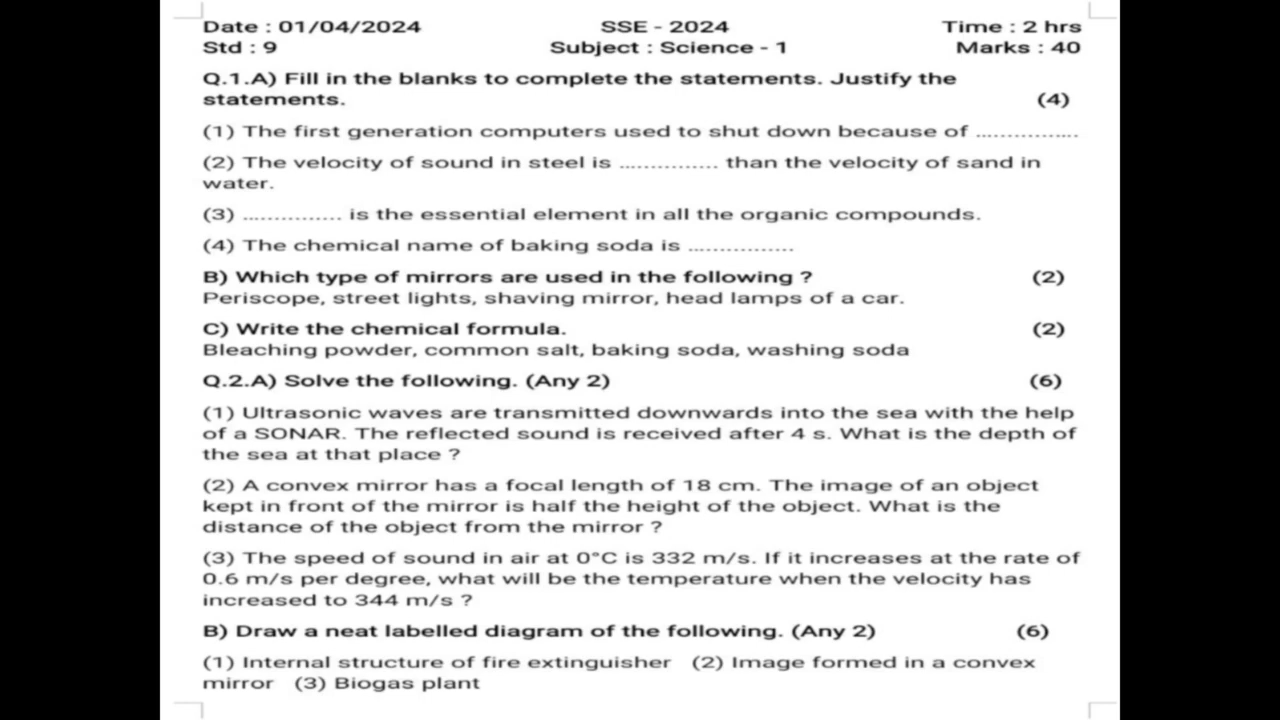 Date : 01/04/2024 SSE - 2024 Time : 2 hrs
Std : 9 Subject : Science - 1 Marks : 40
Q.1.A) Fill in the blanks to complete the statements. Justify the
statements. (4)
(1) The first generation computers used to shut down because of ...............
(2) The velocity of sound in steel is .............. than the velocity of sand in
water.
(3) .............. is the essential element in all the organic compounds.
(4) The chemical name of baking soda is ...............
B) Which type of mirrors are used in the following ? (2)
Periscope, street lights, shaving mirror, head lamps of a car.
C) Write the chemical formula. (2)
Bleaching powder, common salt, baking soda, washing soda
Q.2.A) Solve the following. (Any 2) (6)
(1) Ultrasonic waves are transmitted downwards into the sea with the help
of a SONAR. The reflected sound is received after 4 s. What is the depth of
the sea at that place ?
(2) A convex mirror has a focal length of 18 cm. The image of an object
kept in front of the mirror is half the height of the object. What is the
distance of the object from the mirror ?
(3) The speed of sound in air at 0°C is 332 m/s. If it increases at the rate of
0.6 m/s per degree, what will be the temperature when the velocity has
increased to 344 m/s ?
B) Draw a neat labelled diagram of the following. (Any 2) (6)
(1) Internal structure of fire extinguisher (2) Image formed in a convex
mirror (3) Biogas plant